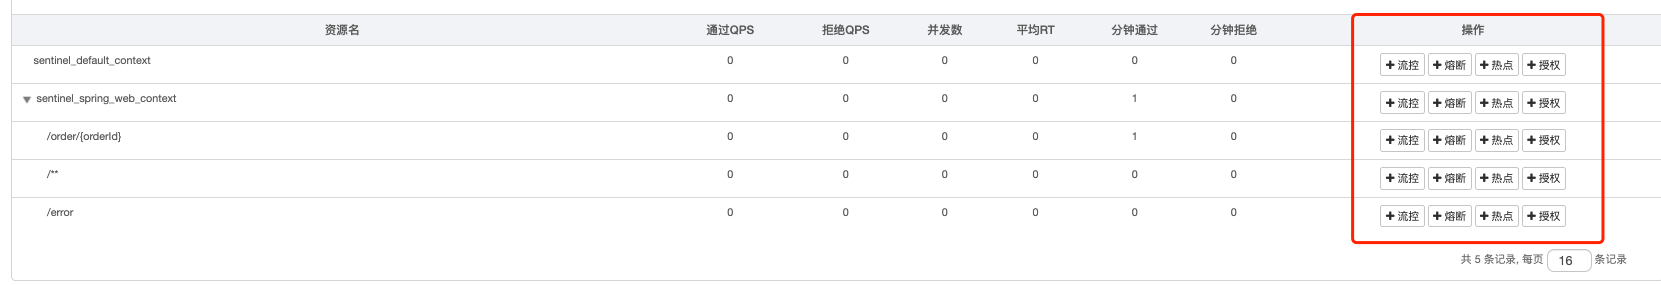 资源名 通过QPS 拒绝QPS 并发数 平均RT 分钟通过 分钟拒绝 操作
sentinel_default_context 0 0 0 0 0 0 流控 熔断 热点 授权
sentinel_spring_web_context 0 0 0 0 1 0 流控 熔断 热点 授权
/order/{orderId} 0 0 0 0 1 0 流控 熔断 热点 授权
/** 0 0 0 0 0 0 流控 熔断 热点 授权
/error 0 0 0 0 0 0 流控 熔断 热点 授权
共 5 条记录, 每页 16 条记录